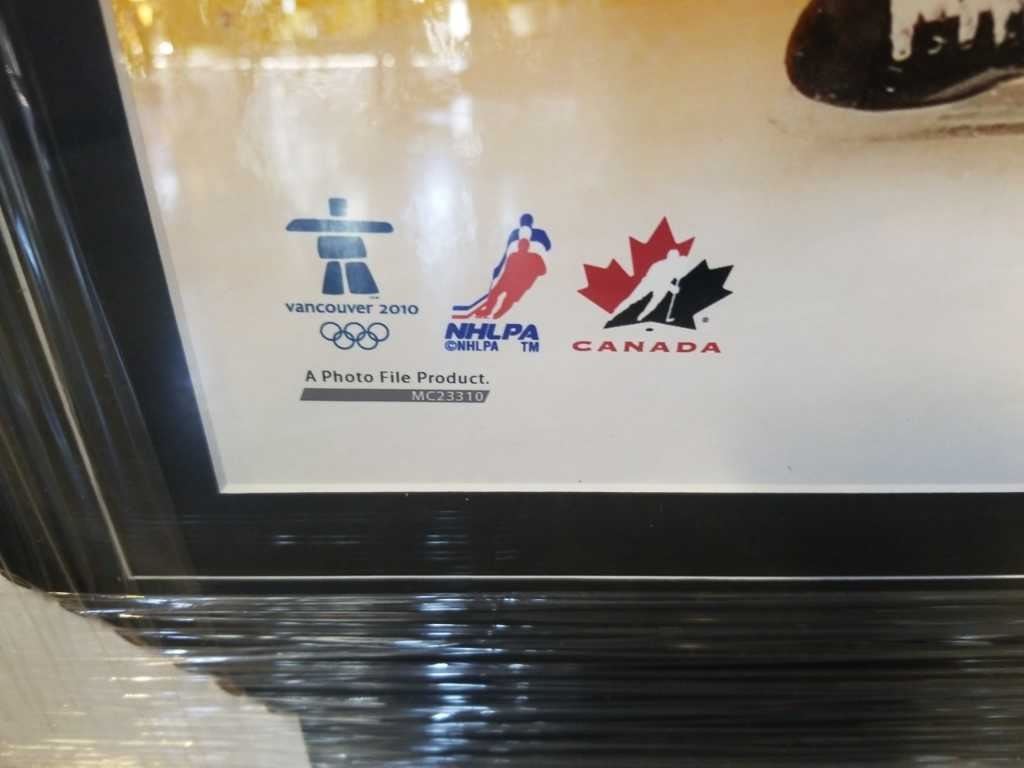 vancouver 2010
NHLPA
©NHLPA TM
CANADA
A Photo File Product.
MC23310